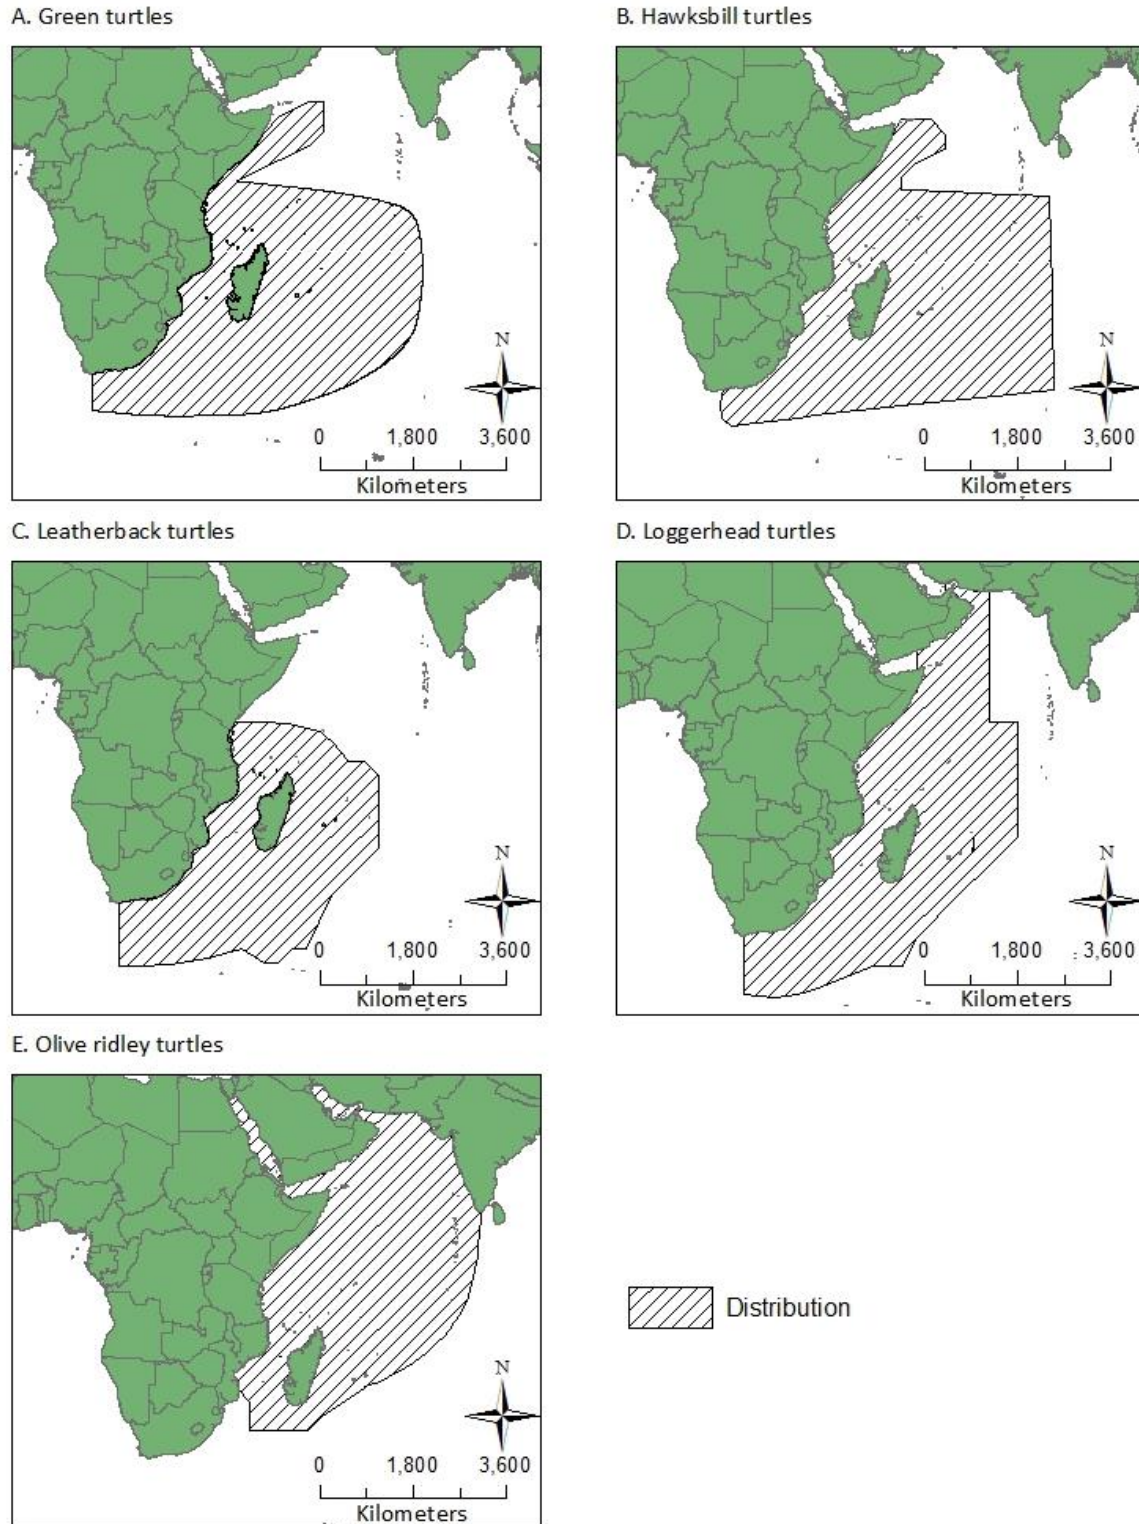 A. Green turtles
B. Hawksbill turtles
N
0 1,800 3,600
Kilometers
N
0 1,800 3,600
Kilometers
C. Leatherback turtles
D. Loggerhead turtles
N
0 1,800 3,600
Kilometers
N
0 1,800 3,600
Kilometers
E. Olive ridley turtles
Distribution
N
0 1,800 3,600
Kilometers